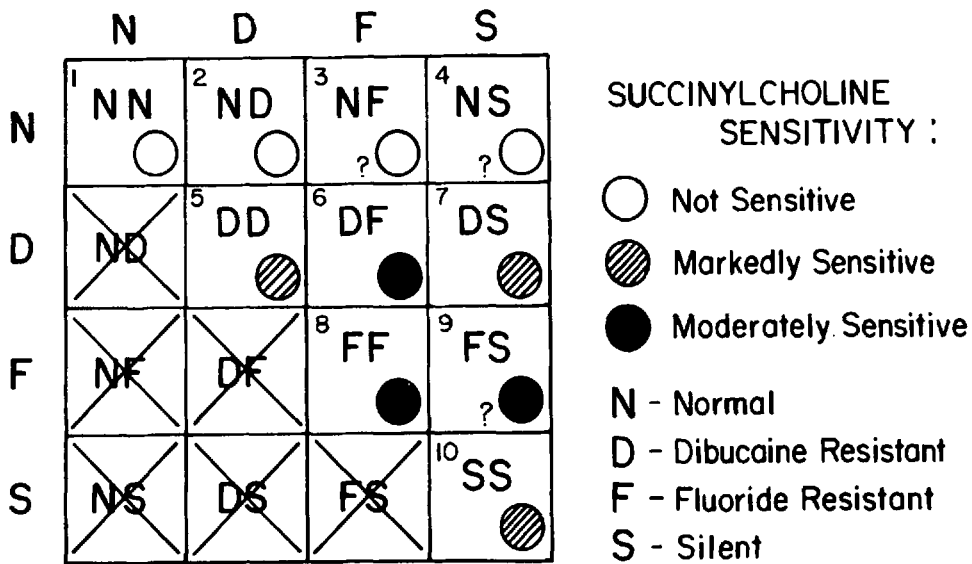 N D F S
N
1 NN
2 ND
3 NF ?
4 NS ?
D
ND
5 DD
6 DF
7 DS
F
NF
DF
8 FF
9 FS ?
S
NS
DS
FS
10 SS
SUCCINYLCHOLINE
SENSITIVITY :
Not Sensitive
Markedly Sensitive
Moderately Sensitive
N - Normal
D - Dibucaine Resistant
F - Fluoride Resistant
S - Silent